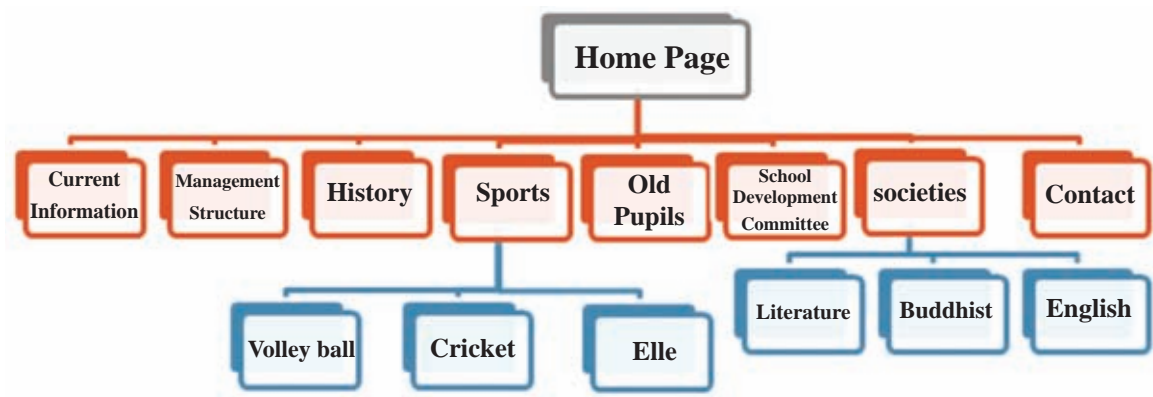 Home Page
Current
Information
Management
Structure
History
Sports
Old
Pupils
School
Development
Committee
societies
Contact
Volley ball
Cricket
Elle
Literature
Buddhist
English